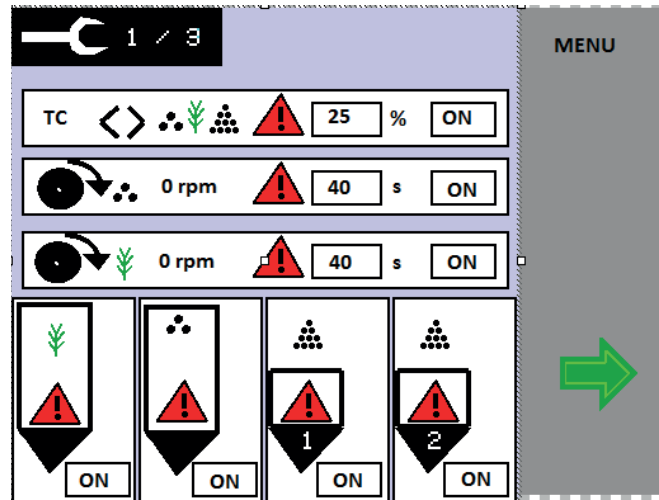 1 / 3
MENU
TC 25 % ON
0 rpm 40 s ON
0 rpm 40 s ON
1 2
ON ON ON ON